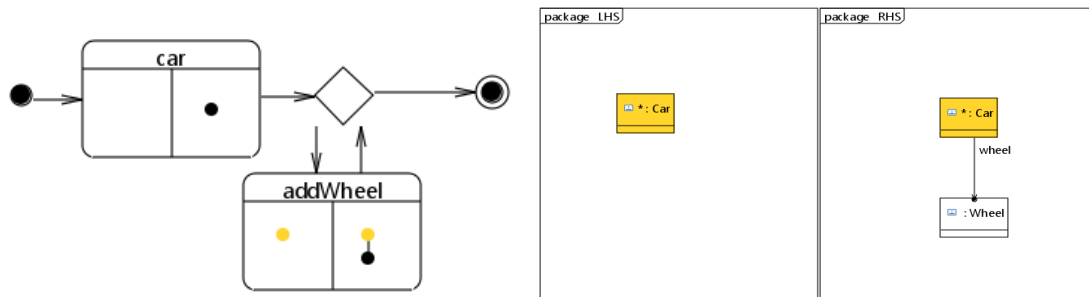 car
addWheel
package LHS
*: Car
package RHS
*: Car
wheel
: Wheel